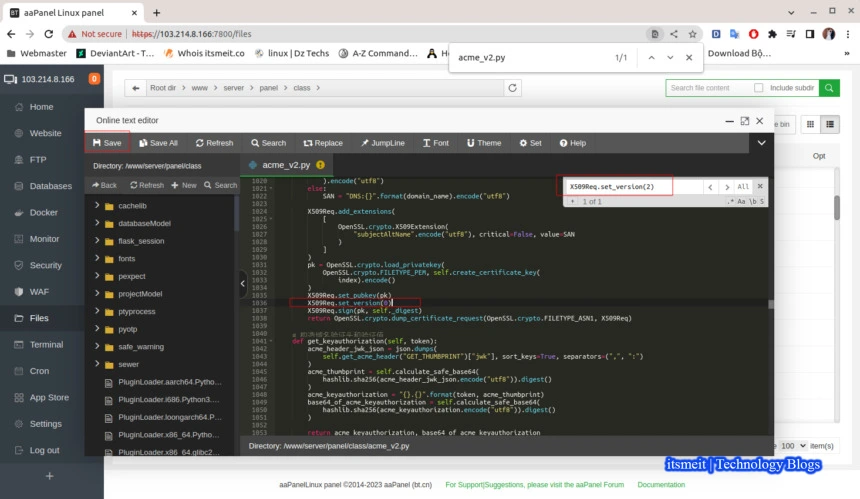 aaPanel Linux panel
Not secure
https://103.214.8.166:7800/files
Webmaster
DeviantArt - T…
Whois itsmeit.co
linux | Dz Techs
A-Z Command…
Download Bộ…
acme_v2.py
1/1
103.214.8.166
0
Home
Website
FTP
Databases
Docker
Monitor
Security
WAF
Files
Terminal
Cron
App Store
Settings
Log out
Root dir > www > server > panel > class >
Search file content
Include subdir
Opt
100
item(s)
Online text editor
Save
Save All
Refresh
Search
Replace
JumpLine
Font
Theme
Set
Help
Directory: /www/server/panel/class
Back
Refresh
New
Search
cachelib
databaseModel
flask_session
fonts
pexpect
projectModel
ptyprocess
pyotp
safe_warning
sewer
PluginLoader.aarch64.Pytho…
PluginLoader.i686.Python3.…
PluginLoader.loongarch64.P…
PluginLoader.x86_64.Pytho…
PluginLoader.x86_64.glibc2…
acme_v2.py
X509Req.set_version(2)
All
1 of 1
1020 ).encode("utf8")
1021 else:
1022 SAN = "DNS:{}".format(domain_name).encode("utf8")
1023
1024 X509Req.add_extensions(
1025 [
1026 OpenSSL.crypto.X509Extension(
1027 "subjectAltName".encode("utf8"), critical=False, value=SAN
1028 )
1029 ]
1030 )
1031 pk = OpenSSL.crypto.load_privatekey(
1032 OpenSSL.crypto.FILETYPE_PEM, self.create_certificate_key(
1033 index).encode()
1034 )
1035 X509Req.set_pubkey(pk)
1036 X509Req.set_version(0)
1037 X509Req.sign(pk, self._digest)
1038 return OpenSSL.crypto.dump_certificate_request(OpenSSL.crypto.FILETYPE_ASN1, X509Req)
1039
1040
1041 def get_keyauthorization(self, token):
1042 acme_header_jwk_json = json.dumps(
1043 self.get_acme_header("GET_THUMBPRINT")["jwk"], sort_keys=True, separators=(",", ":")
1044 )
1045 acme_thumbprint = self.calculate_safe_base64(
1046 hashlib.sha256(acme_header_jwk_json.encode("utf8")).digest()
1047 )
1048 acme_keyauthorization = "{}.{}".format(token, acme_thumbprint)
1049 base64_of_acme_keyauthorization = self.calculate_safe_base64(
1050 hashlib.sha256(acme_keyauthorization.encode("utf8")).digest()
1051 )
1052
1053 return acme_keyauthorization, base64_of_acme_keyauthorization
Directory: /www/server/panel/class/acme_v2.py
itsmeit | Technology Blogs
aaPanelLinux panel ©2014-2023 aaPanel (bt.cn)
For Support|Suggestions, please visit the aaPanel Forum
Documentation